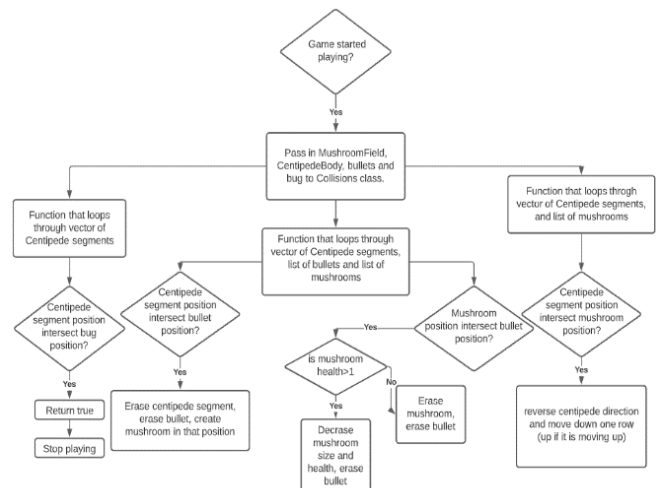 Game started
playing?
Yes
Pass in MushroomField,
CentipedeBody, bullets and
bug to Collisions class.
Function that loops
through vector of
Centipede segments
Function that loops through
vector of Centipede segments,
list of bullets and list of
mushrooms
Function that loops throgh
vector of Centipede segments,
and list of mushrooms
Centipede
segment position
intersect bug
position?
Centipede
segment position
intersect bullet
position?
Mushroom
position intersect bullet
position?
Centipede
segment position
intersect mushroom
position?
Yes
Yes
Yes
Yes
is mushroom
health>1
No
Yes
Return true
Stop playing
Erase centipede segment,
erase bullet, create
mushroom in that position
Decrase
mushroom
size and
health, erase
bullet
Erase
mushroom,
erase bullet
reverse centipede direction
and move down one row
(up if it is moving up)